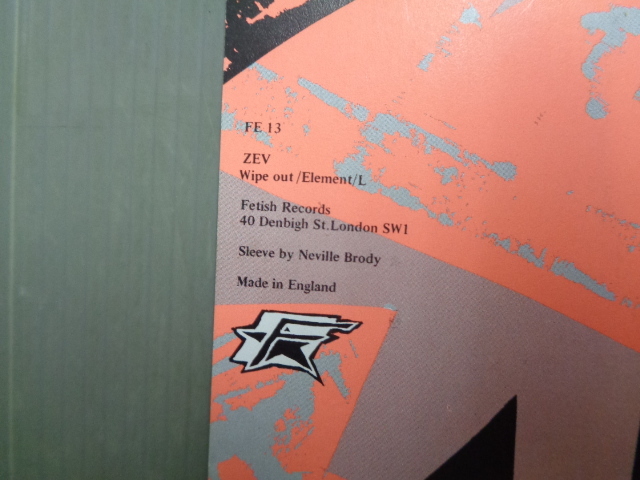 FE 13
ZEV
Wipe out/Element/L
Fetish Records
40 Denbigh St.London SW1
Sleeve by Neville Brody
Made in England